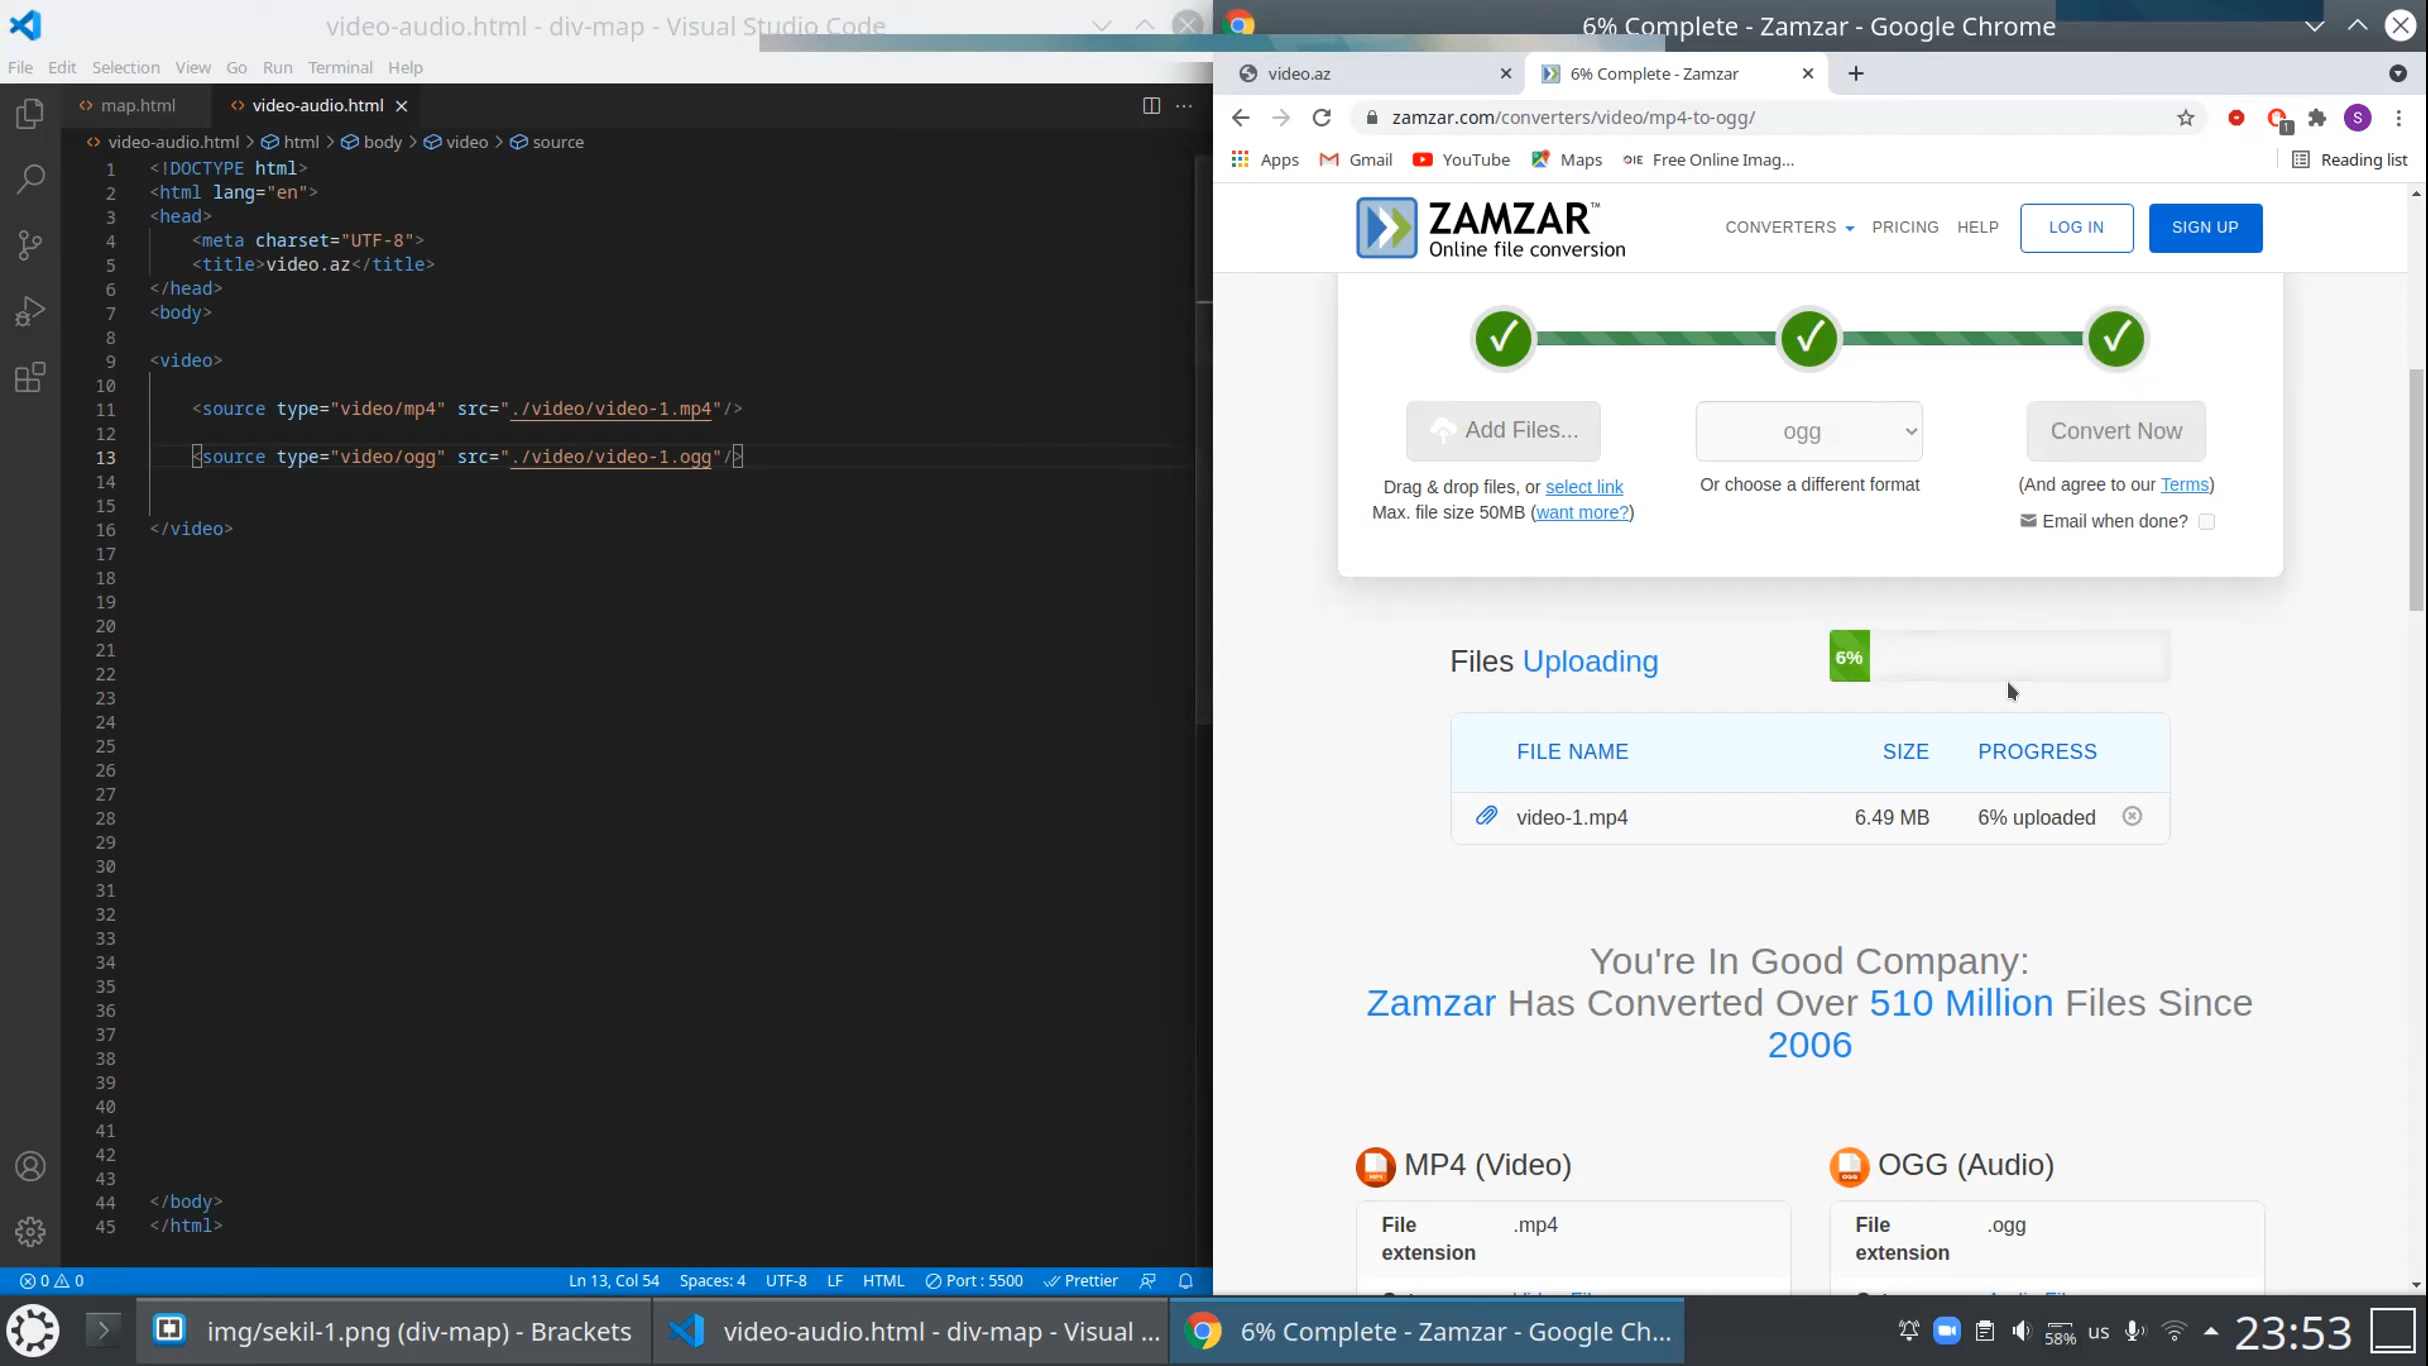 video-audio.html - div-map - Visual Studio Code
File Edit Selection View Go Run Terminal Help
map.html
video-audio.html
video-audio.html > html > body > video > source
1 <!DOCTYPE html>
2 <html lang="en">
3 <head>
4 <meta charset="UTF-8">
5 <title>video.az</title>
6 </head>
7 <body>
8
9 <video>
10
11 <source type="video/mp4" src="./video/video-1.mp4"/>
12
13 <source type="video/ogg" src="./video/video-1.ogg"/>
14
15
16 </video>
17
18
19
20
21
22
23
24
25
26
27
28
29
30
31
32
33
34
35
36
37
38
39
40
41
42
43
44 </body>
45 </html>
0 0
Ln 13, Col 54 Spaces: 4 UTF-8 LF HTML Port : 5500 Prettier
6% Complete - Zamzar - Google Chrome
video.az
6% Complete - Zamzar
zamzar.com/converters/video/mp4-to-ogg/
1
S
Apps Gmail YouTube Maps OIE Free Online Imag... Reading list
ZAMZAR™
Online file conversion
CONVERTERS PRICING HELP LOG IN SIGN UP
Add Files...
ogg
Convert Now
Drag & drop files, or select link
Max. file size 50MB (want more?)
Or choose a different format
(And agree to our Terms)
Email when done?
Files Uploading
6%
FILE NAME SIZE PROGRESS
video-1.mp4 6.49 MB 6% uploaded
You're In Good Company:
Zamzar Has Converted Over 510 Million Files Since
2006
MP4 (Video)
File extension .mp4
OGG (Audio)
File extension .ogg
img/sekil-1.png (div-map) - Brackets
video-audio.html - div-map - Visual ...
6% Complete - Zamzar - Google Ch...
58%
us
23:53